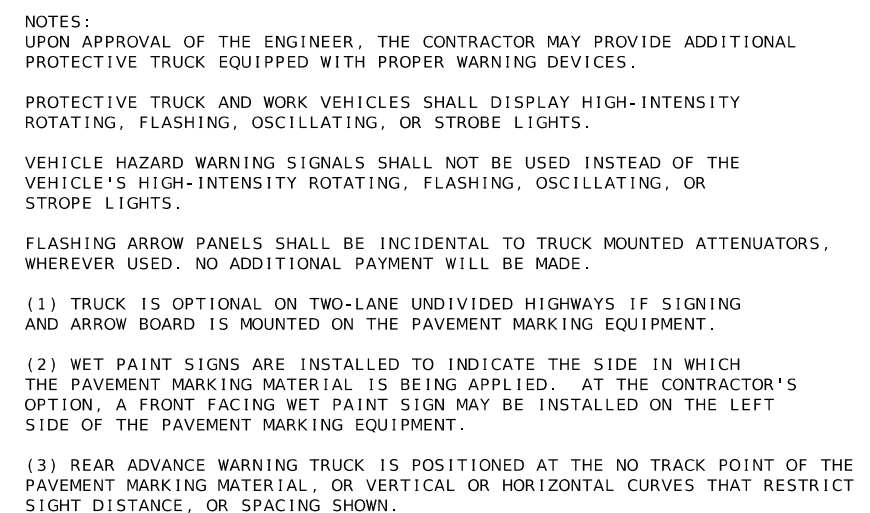 NOTES:
UPON APPROVAL OF THE ENGINEER, THE CONTRACTOR MAY PROVIDE ADDITIONAL
PROTECTIVE TRUCK EQUIPPED WITH PROPER WARNING DEVICES.
PROTECTIVE TRUCK AND WORK VEHICLES SHALL DISPLAY HIGH-INTENSITY
ROTATING, FLASHING, OSCILLATING, OR STROBE LIGHTS.
VEHICLE HAZARD WARNING SIGNALS SHALL NOT BE USED INSTEAD OF THE
VEHICLE'S HIGH-INTENSITY ROTATING, FLASHING, OSCILLATING, OR
STROPE LIGHTS.
FLASHING ARROW PANELS SHALL BE INCIDENTAL TO TRUCK MOUNTED ATTENUATORS,
WHEREVER USED. NO ADDITIONAL PAYMENT WILL BE MADE.
(1) TRUCK IS OPTIONAL ON TWO-LANE UNDIVIDED HIGHWAYS IF SIGNING
AND ARROW BOARD IS MOUNTED ON THE PAVEMENT MARKING EQUIPMENT.
(2) WET PAINT SIGNS ARE INSTALLED TO INDICATE THE SIDE IN WHICH
THE PAVEMENT MARKING MATERIAL IS BEING APPLIED. AT THE CONTRACTOR'S
OPTION, A FRONT FACING WET PAINT SIGN MAY BE INSTALLED ON THE LEFT
SIDE OF THE PAVEMENT MARKING EQUIPMENT.
(3) REAR ADVANCE WARNING TRUCK IS POSITIONED AT THE NO TRACK POINT OF THE
PAVEMENT MARKING MATERIAL, OR VERTICAL OR HORIZONTAL CURVES THAT RESTRICT
SIGHT DISTANCE, OR SPACING SHOWN.